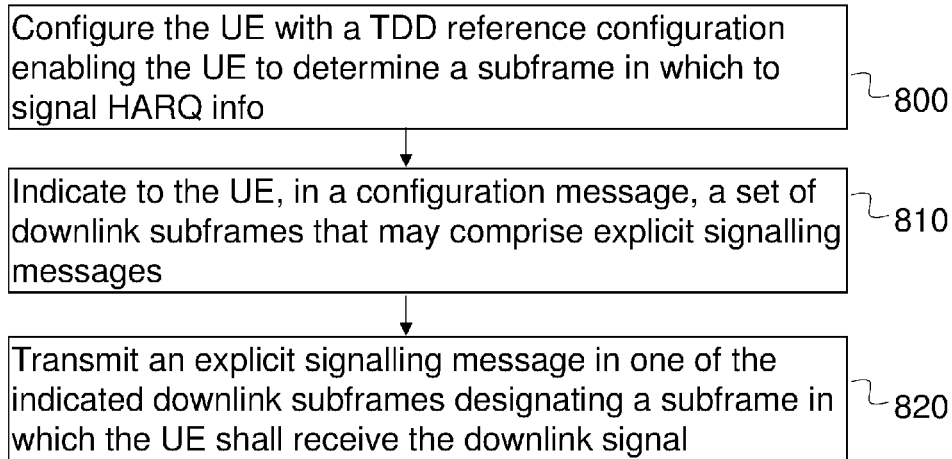 Configure the UE with a TDD reference configuration
enabling the UE to determine a subframe in which to
signal HARQ info
800
Indicate to the UE, in a configuration message, a set of
downlink subframes that may comprise explicit signalling
messages
810
Transmit an explicit signalling message in one of the
indicated downlink subframes designating a subframe in
which the UE shall receive the downlink signal
820